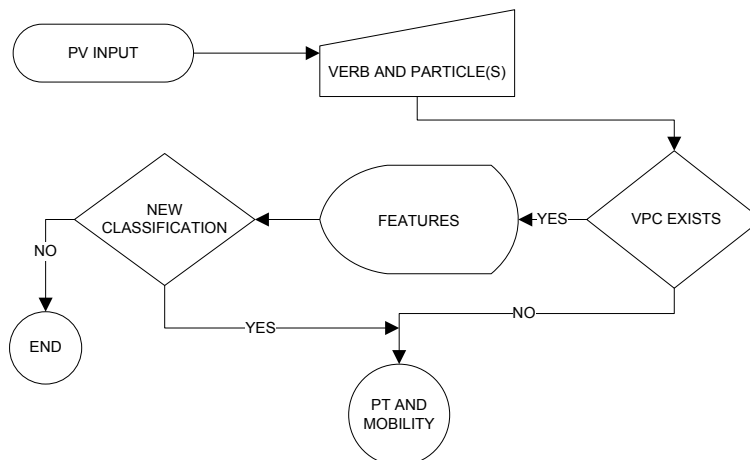 PV INPUT
VERB AND PARTICLE(S)
NEW
CLASSIFICATION
FEATURES
YES
VPC EXISTS
NO
END
YES
NO
PT AND
MOBILITY